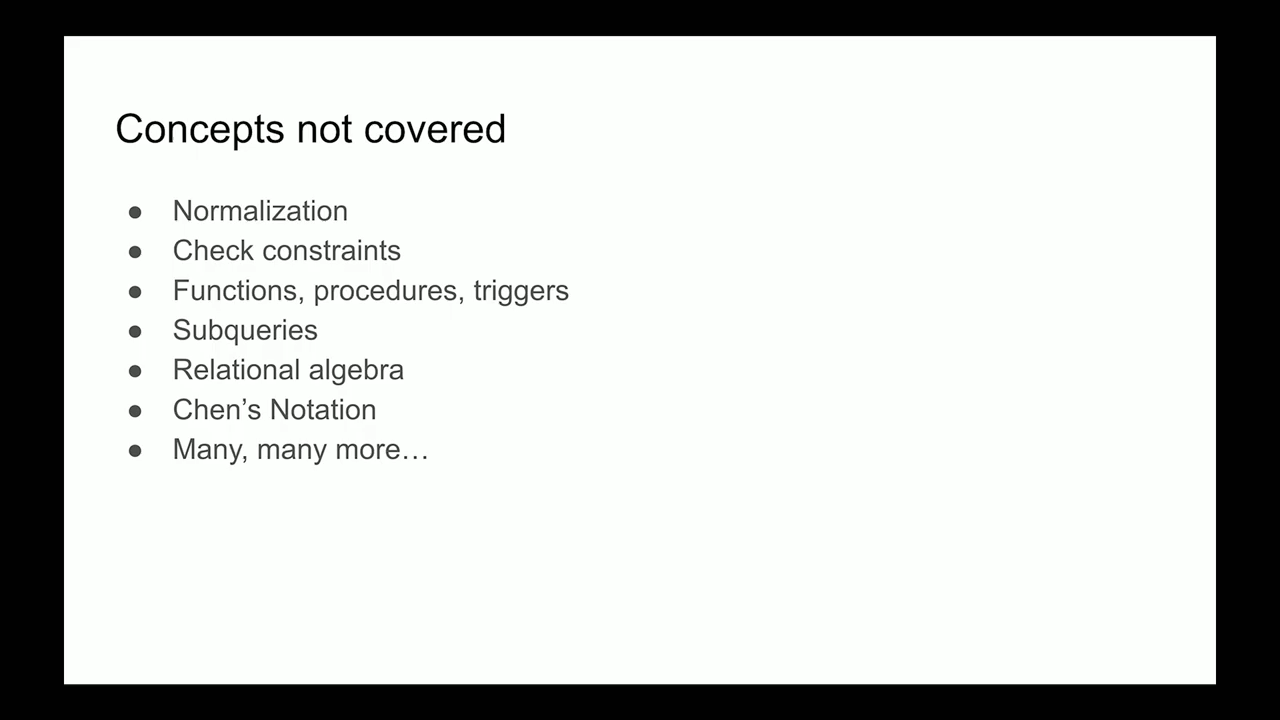 Concepts not covered
● Normalization
● Check constraints
● Functions, procedures, triggers
● Subqueries
● Relational algebra
● Chen’s Notation
● Many, many more…